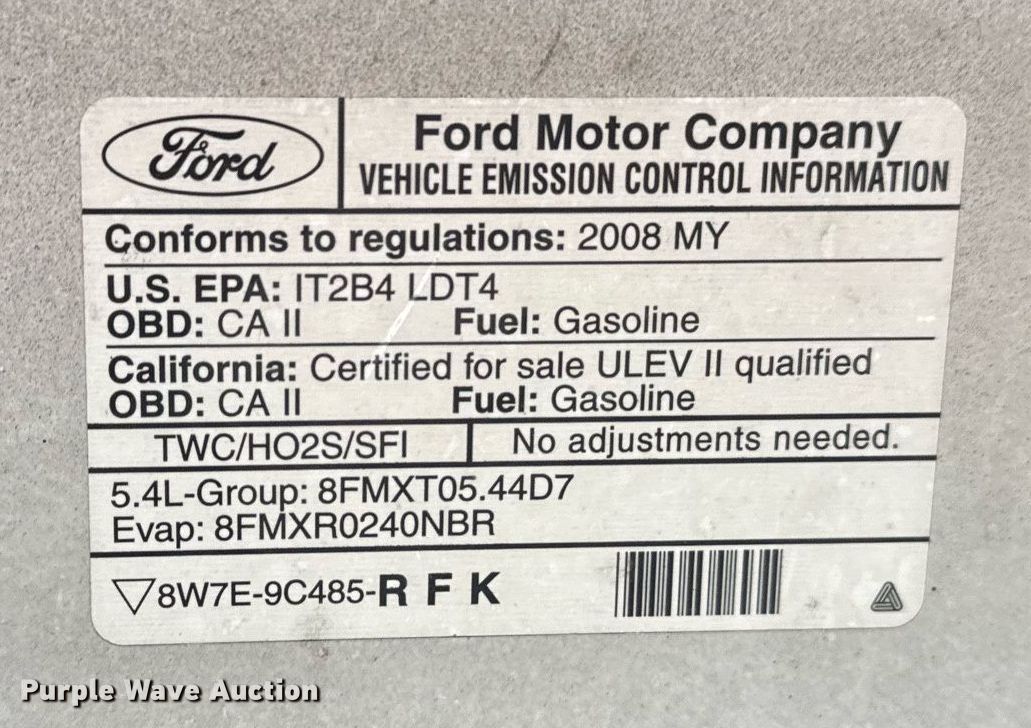 Ford
Ford Motor Company
VEHICLE EMISSION CONTROL INFORMATION
Conforms to regulations: 2008 MY
U.S. EPA: IT2B4 LDT4
OBD: CA II Fuel: Gasoline
California: Certified for sale ULEV II qualified
OBD: CA II Fuel: Gasoline
TWC/HO2S/SFI No adjustments needed.
5.4L-Group: 8FMXT05.44D7
Evap: 8FMXR0240NBR
▽8W7E-9C485-R F K
Purple Wave Auction